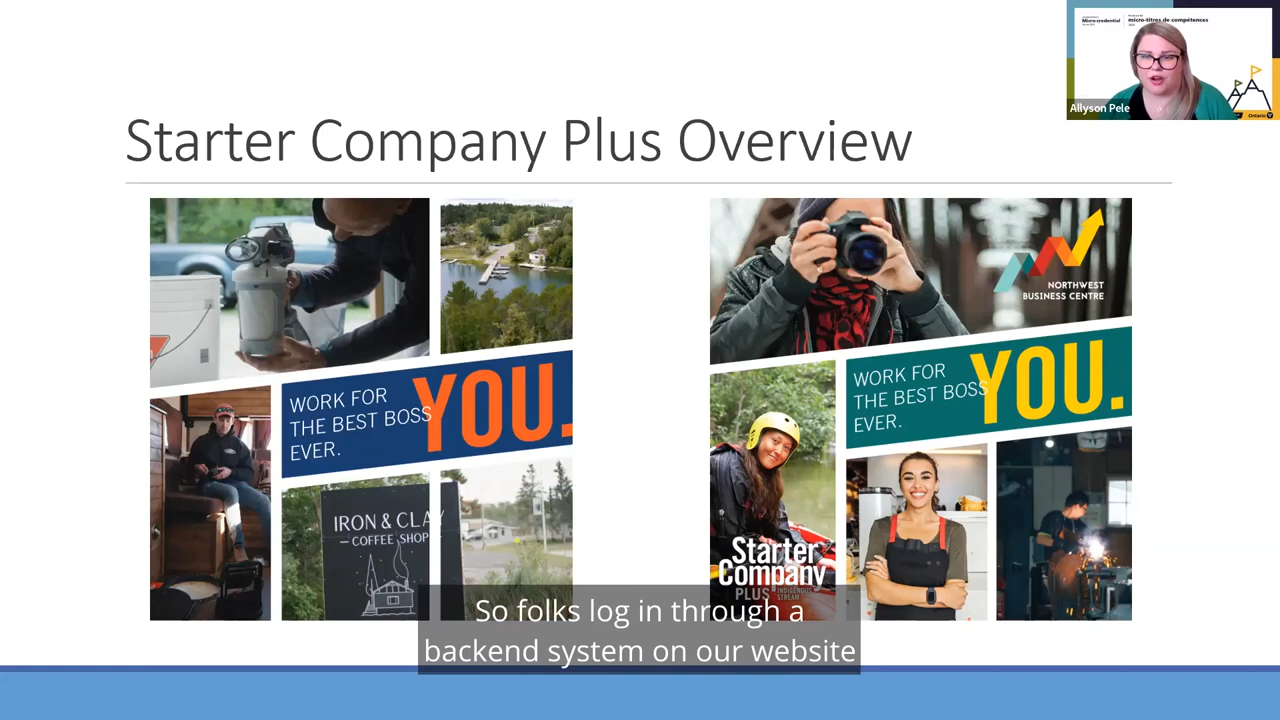 Micro-credential
micro-titres de compétences
Allyson Pele
Ontario
Starter Company Plus Overview
WORK FOR
THE BEST BOSS
EVER.
YOU.
IRON & CLAY
COFFEE SHOP
NORTHWEST
BUSINESS CENTRE
WORK FOR
THE BEST BOSS
EVER.
YOU.
Starter
Company
PLUS INDIGENOUS
STREAM
So folks log in through a
backend system on our website